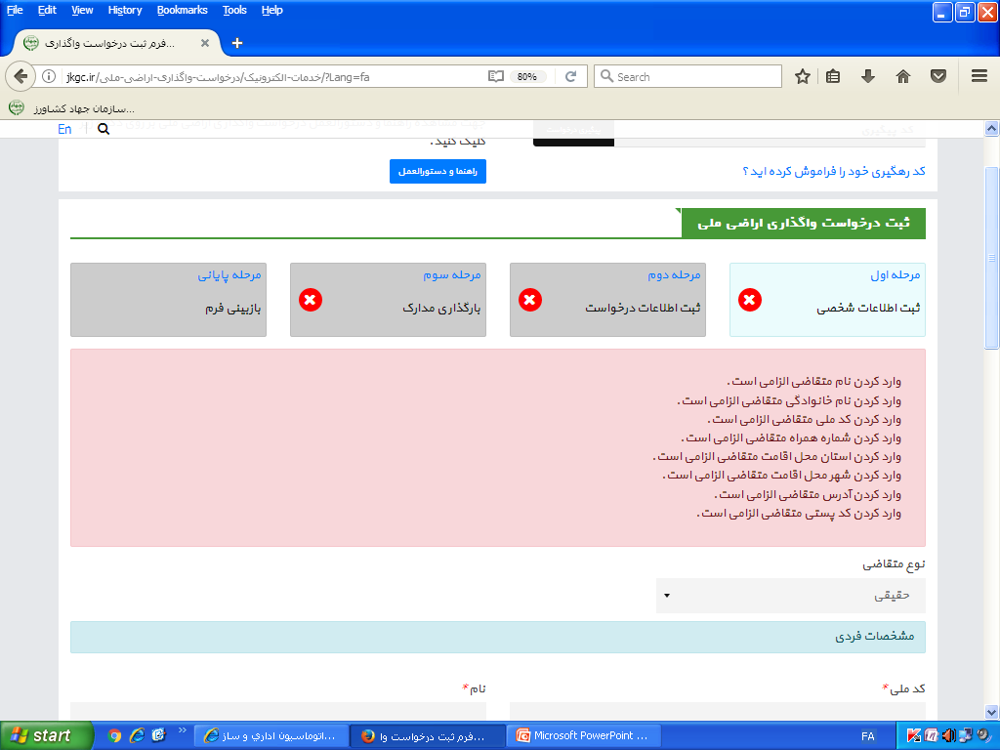 File Edit View History Bookmarks Tools Help
فرم ثبت درخواست واگذاری...
jkgc.ir/خدمات-الکترونیک/درخواست-واگذاری-اراضی-ملی/?Lang=fa
80%
Search
سازمان جهاد کشاورز...
En
کلیک کنید.
راهنما و دستورالعمل
کد پیگیری
کد رهگیری خود را فراموش کرده اید ؟
ثبت درخواست واگذاری اراضی ملی
مرحله اول
ثبت اطلاعات شخصی
مرحله دوم
ثبت اطلاعات درخواست
مرحله سوم
بارگذاری مدارک
مرحله پایانی
بازبینی فرم
وارد کردن نام متقاضی الزامی است.
وارد کردن نام خانوادگی متقاضی الزامی است.
وارد کردن کد ملی متقاضی الزامی است.
وارد کردن شماره همراه متقاضی الزامی است.
وارد کردن استان محل اقامت متقاضی الزامی است.
وارد کردن شهر محل اقامت متقاضی الزامی است.
وارد کردن آدرس متقاضی الزامی است.
وارد کردن کد پستی متقاضی الزامی است.
نوع متقاضی
حقیقی
مشخصات فردی
کد ملی *
نام *
start
اتوماسیون اداري و ساز...
فرم ثبت درخواست وا...
Microsoft PowerPoint ...
FA